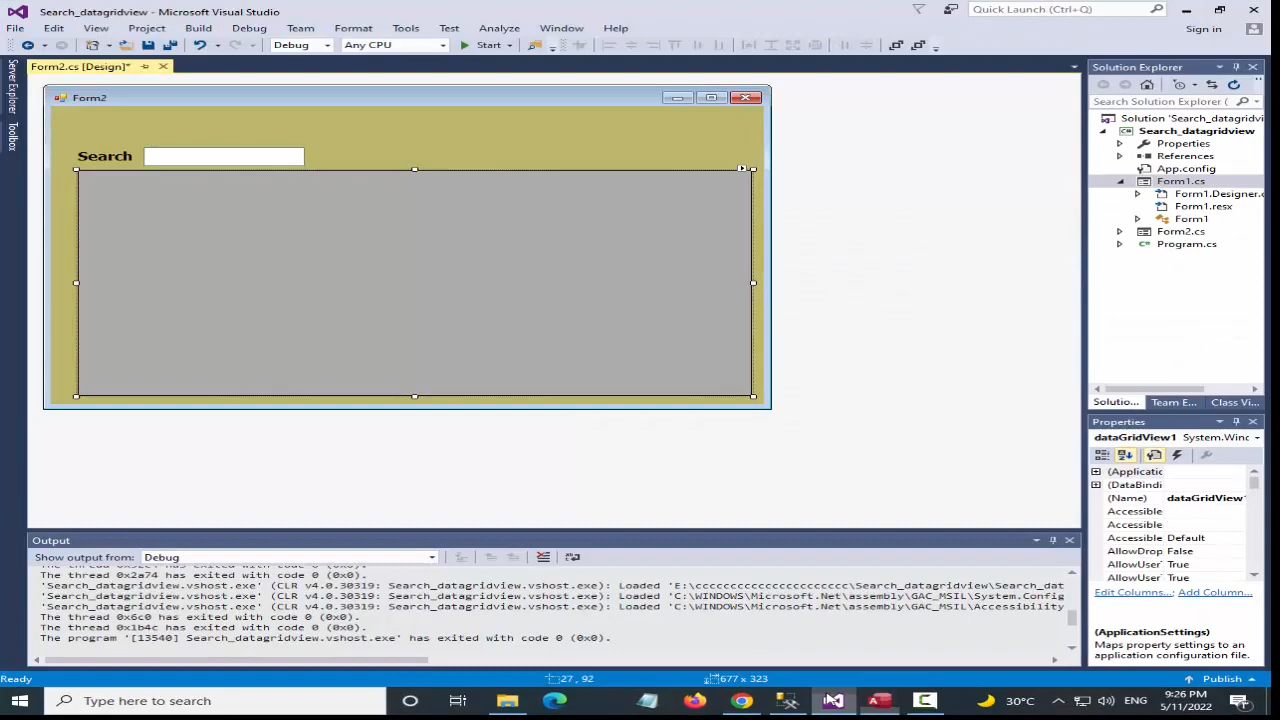 Search_datagridview - Microsoft Visual Studio
Quick Launch (Ctrl+Q)
File Edit View Project Build Debug Team Format Tools Test Analyze Window Help
Sign in
Debug Any CPU Start
Form2.cs [Design]*
Server Explorer
Toolbox
Form2
Search
Solution Explorer
Search Solution Explorer (
Solution 'Search_datagridvi
Search_datagridview
Properties
References
App.config
Form1.cs
Form1.Designer.c
Form1.resx
Form1
Form2.cs
Program.cs
Solutio... Team E... Class Vi...
Properties
dataGridView1 System.Winc
(Applicatic
(DataBindi
(Name) dataGridView
Accessible
Accessible
Accessible Default
AllowDrop False
AllowUser True
AllowUser True
Edit Columns..., Add Column...
(ApplicationSettings)
Maps property settings to an
application configuration file.
Output
Show output from: Debug
The thread 0x2a74 has exited with code 0 (0x0).
'Search_datagridview.vshost.exe' (CLR v4.0.30319: Search_datagridview.vshost.exe): Loaded 'E:\cccccccccc
'Search_datagridview.vshost.exe' (CLR v4.0.30319: Search_datagridview.vshost.exe): Loaded 'C:\WINDOWS\Microsoft.Net\assembly\GAC_MSIL\System.Config
'Search_datagridview.vshost.exe' (CLR v4.0.30319: Search_datagridview.vshost.exe): Loaded 'C:\WINDOWS\Microsoft.Net\assembly\GAC_MSIL\Accessibility
The thread 0x6c0 has exited with code 0 (0x0).
The thread 0x1b4c has exited with code 0 (0x0).
The program '[13540] Search_datagridview.vshost.exe' has exited with code 0 (0x0).
Ready 27 , 92 677 x 323 Publish
Type here to search
30°C ENG
9:26 PM
5/11/2022